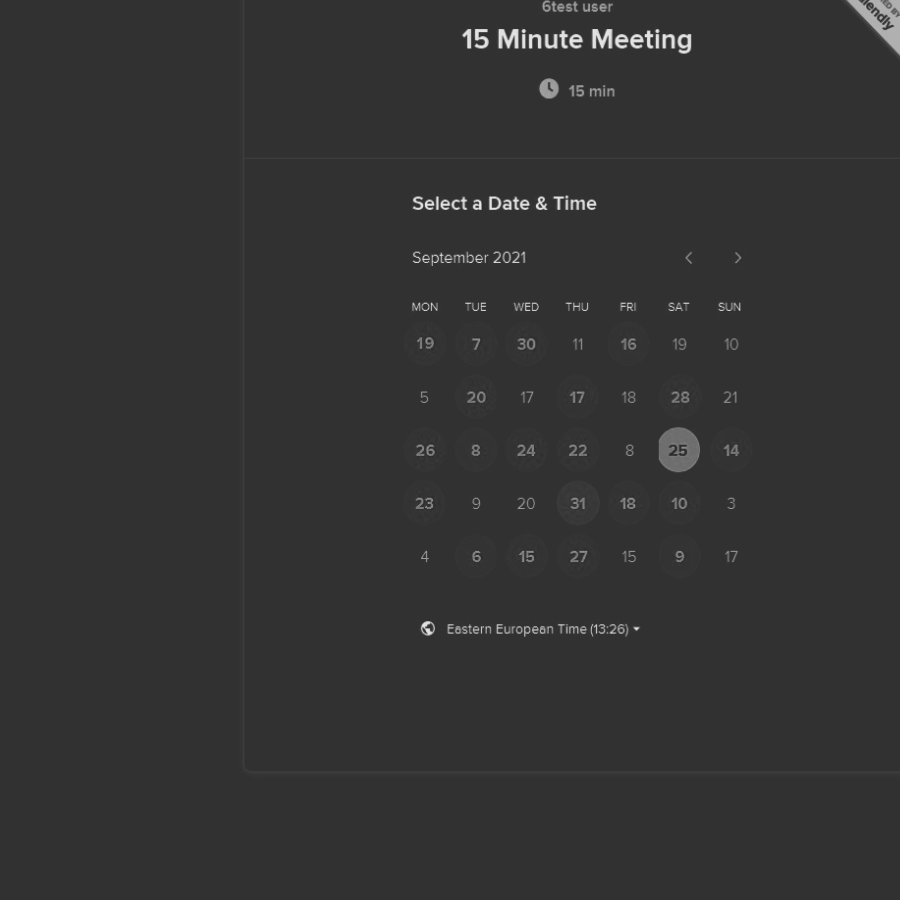 6test user
15 Minute Meeting
15 min
Select a Date & Time
September 2021
MON TUE WED THU FRI SAT SUN
19 7 30 11 16 19 10
5 20 17 17 18 28 21
26 8 24 22 8 25 14
23 9 20 31 18 10 3
4 6 15 27 15 9 17
Eastern European Time (13:26)